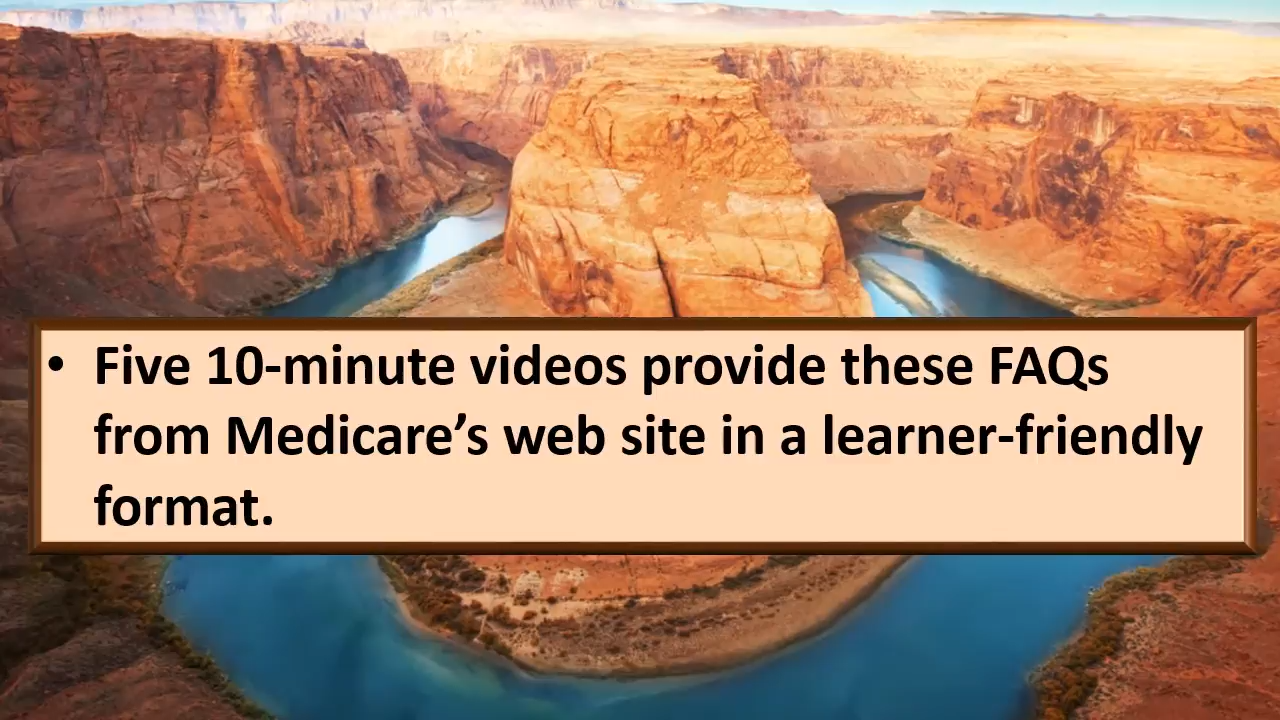 • Five 10-minute videos provide these FAQs
from Medicare’s web site in a learner-friendly
format.